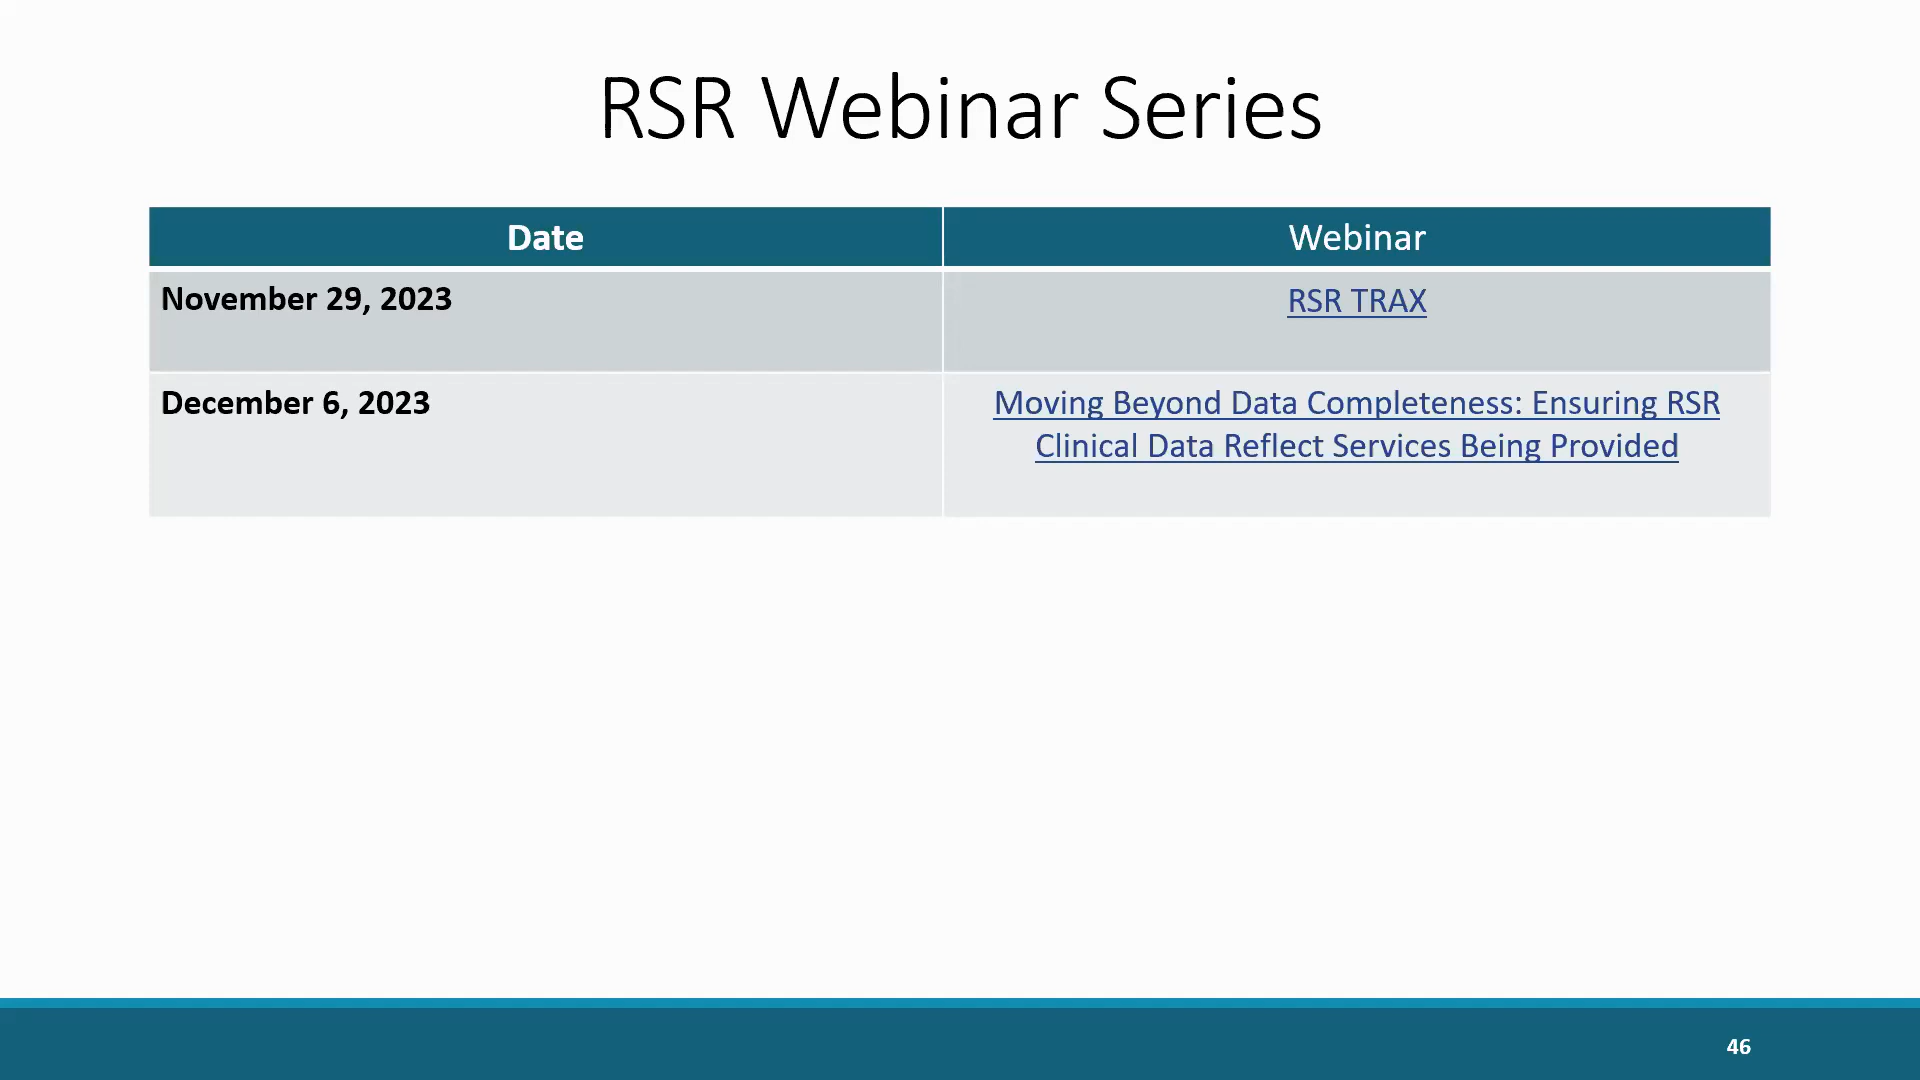 RSR Webinar Series
Date
Webinar
November 29, 2023
RSR TRAX
December 6, 2023
Moving Beyond Data Completeness: Ensuring RSR
Clinical Data Reflect Services Being Provided
46